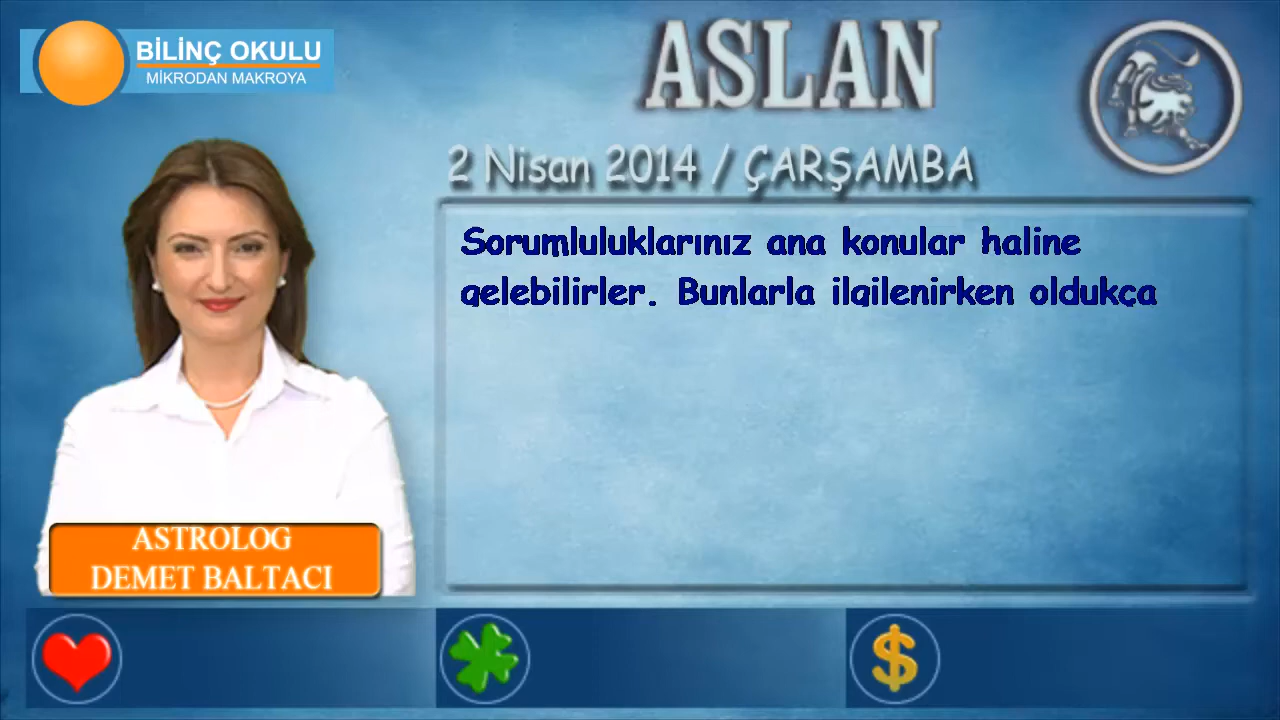 BİLİNÇ OKULU
MİKRODAN MAKROYA
ASLAN
2 Nisan 2014 / ÇARŞAMBA
Sorumluluklarınız ana konular haline
gelebilirler. Bunlarla ilgilenirken oldukça
ASTROLOG
DEMET BALTACI
$